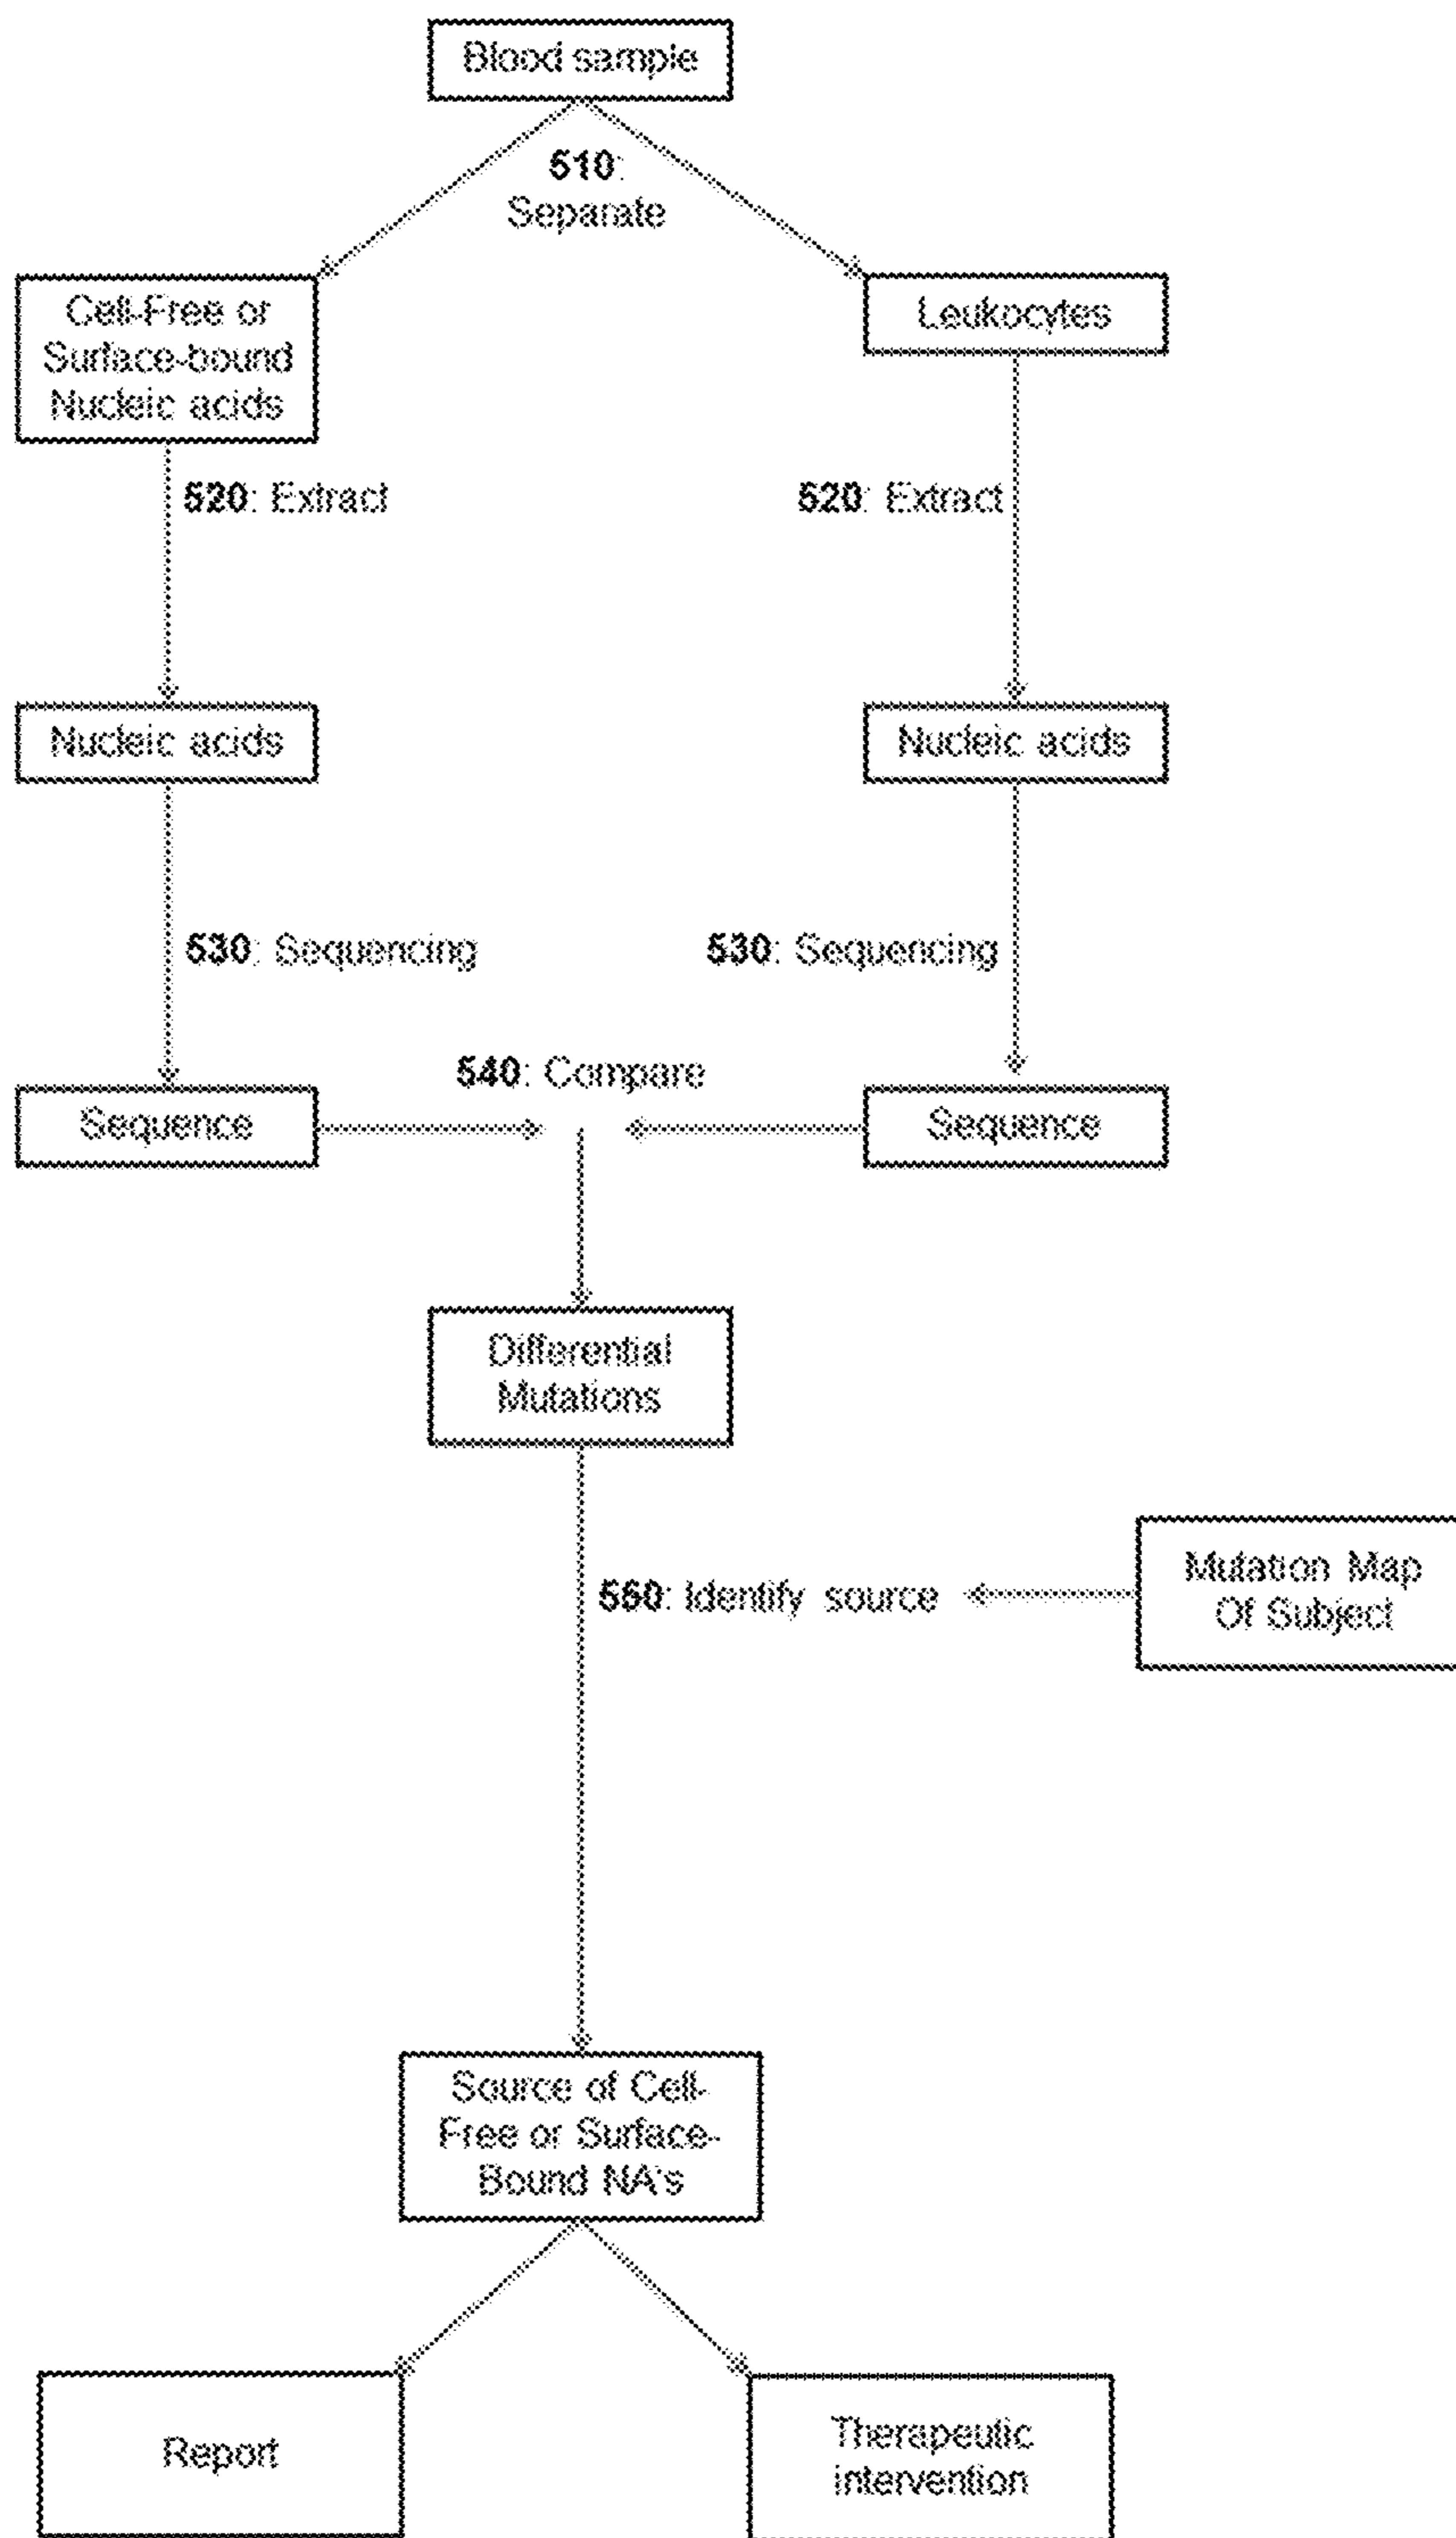 Blood sample
510:
Separate
Cell-Free or
Surface-bound
Nucleic acids
Leukocytes
520: Extract
520: Extract
Nucleic acids
Nucleic acids
530: Sequencing
530: Sequencing
540: Compare
Sequence
Sequence
Differential
Mutations
550: Identify source
Mutation Map
Of Subject
Source of Cell-
Free or Surface-
Bound NA's
Report
Therapeutic
intervention